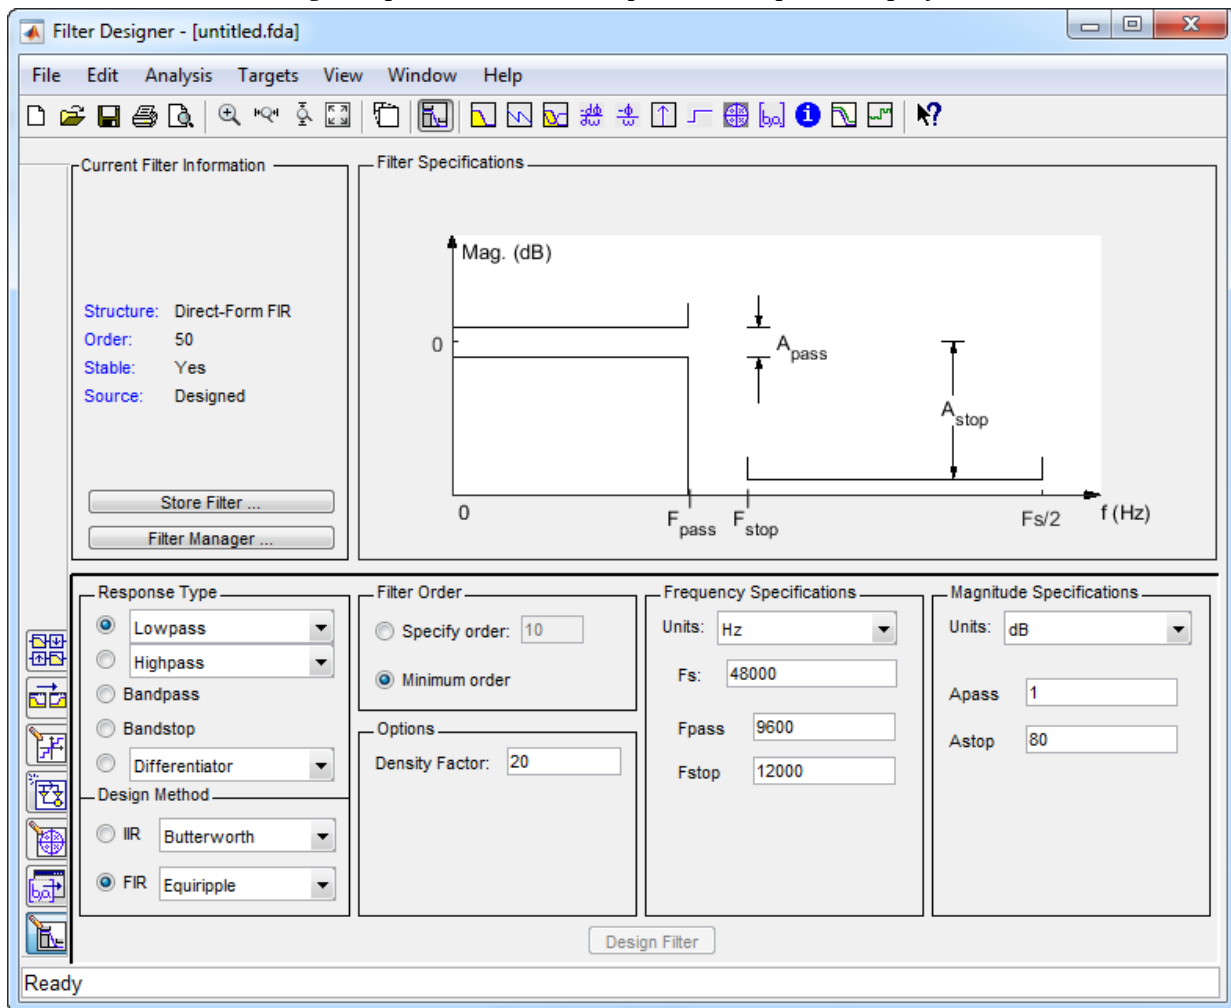 Filter Designer - [untitled.fda]
File Edit Analysis Targets View Window Help
Current Filter Information
Structure: Direct-Form FIR
Order: 50
Stable: Yes
Source: Designed
Store Filter ...
Filter Manager ...
Filter Specifications
Mag. (dB)
0
Apass
Astop
0
Fpass
Fstop
Fs/2
f (Hz)
Response Type
Lowpass
Highpass
Bandpass
Bandstop
Differentiator
Design Method
IIR Butterworth
FIR Equiripple
Filter Order
Specify order: 10
Minimum order
Options
Density Factor: 20
Frequency Specifications
Units: Hz
Fs: 48000
Fpass 9600
Fstop 12000
Magnitude Specifications
Units: dB
Apass 1
Astop 80
Design Filter
Ready